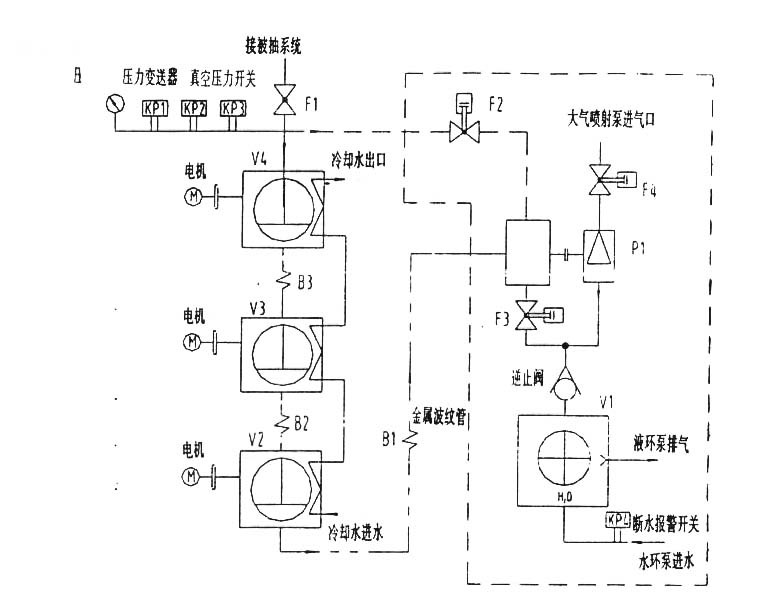 接被抽系统
压
压力变送器 真空压力开关
F1
F2
KP1 KP2 KP3
大气喷射泵进气口
V4
冷却水出口
电机
M
F4
P1
B3
V3
F3
电机
M
逆止阀
V1
金属波纹管
B2
B1
V2
液环泵排气
电机
M
H₂O
KP4
断水报警开关
冷却水进水
水环泵进水